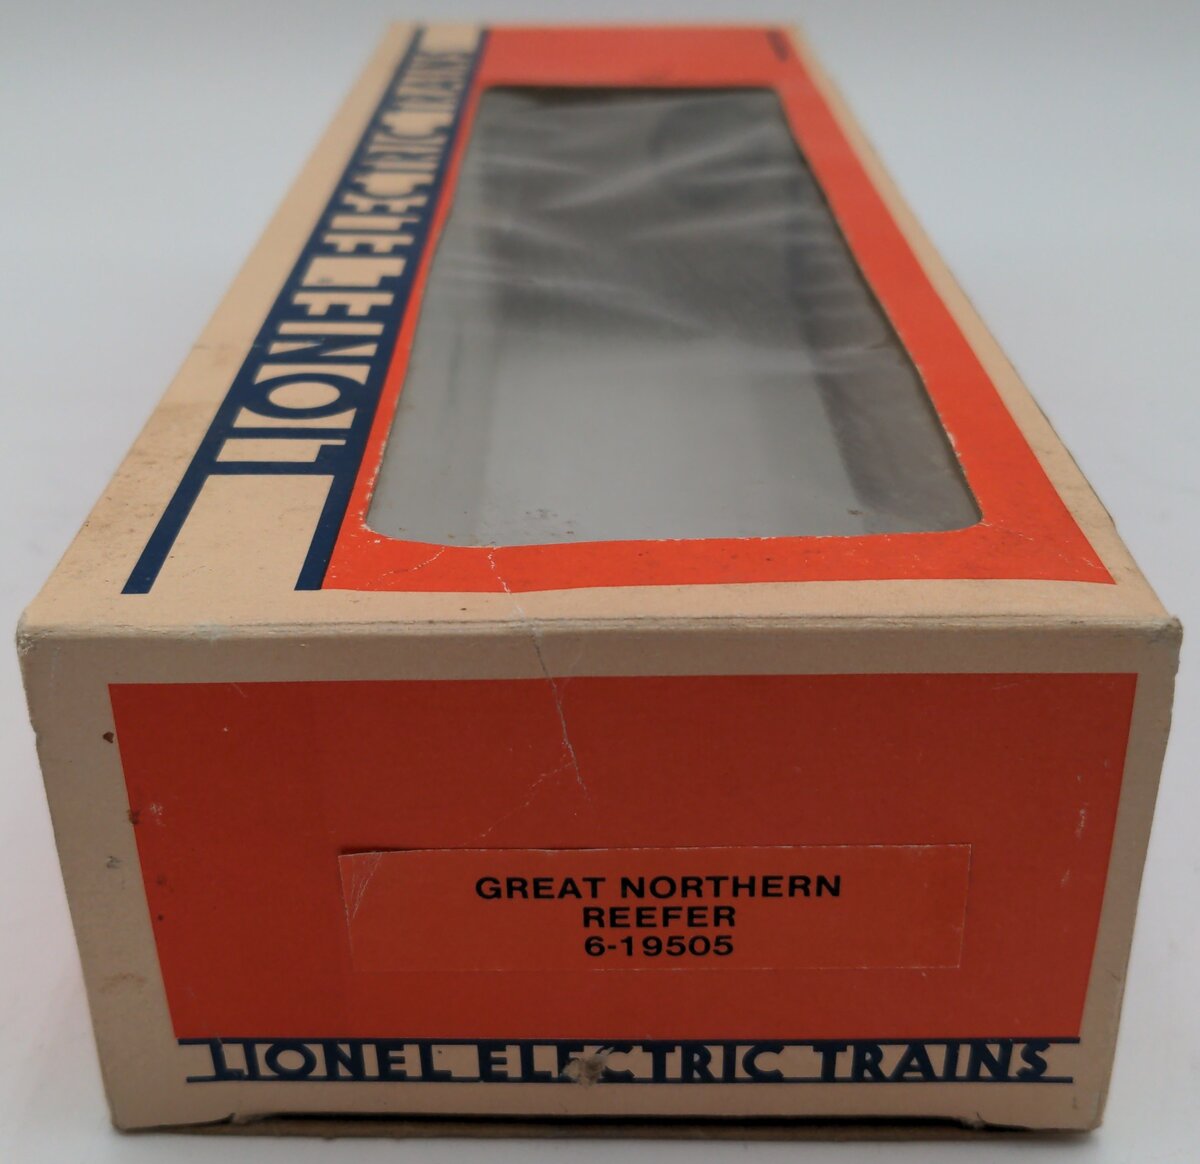 LIONEL ELECTRIC TRAINS
GREAT NORTHERN
REEFER
6-19505
LIONEL ELECTRIC TRAINS